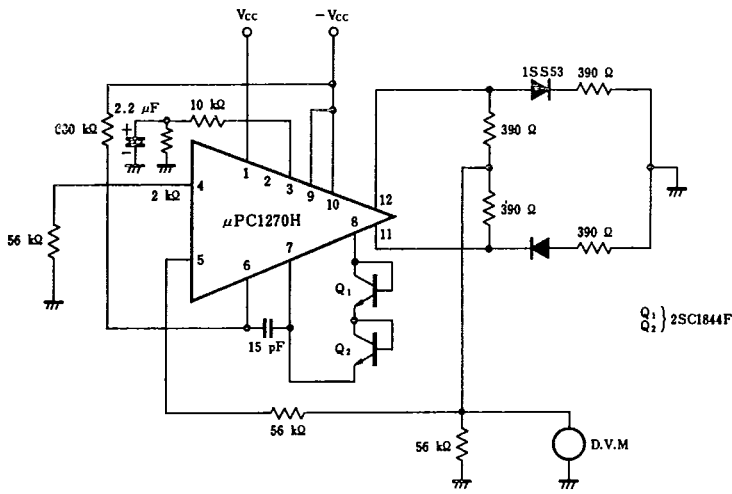 VCC
−VCC
1SS53
390 Ω
2.2 μF
10 kΩ
+
−
390 Ω
2 kΩ
1
2
3
9
10
12
4
μPC1270H
11
390 Ω
8
56 kΩ
5
6
7
390 Ω
Q1
15 pF
Q2
Q1
Q2 } 2SC1844F
56 kΩ
56 kΩ
D.V.M